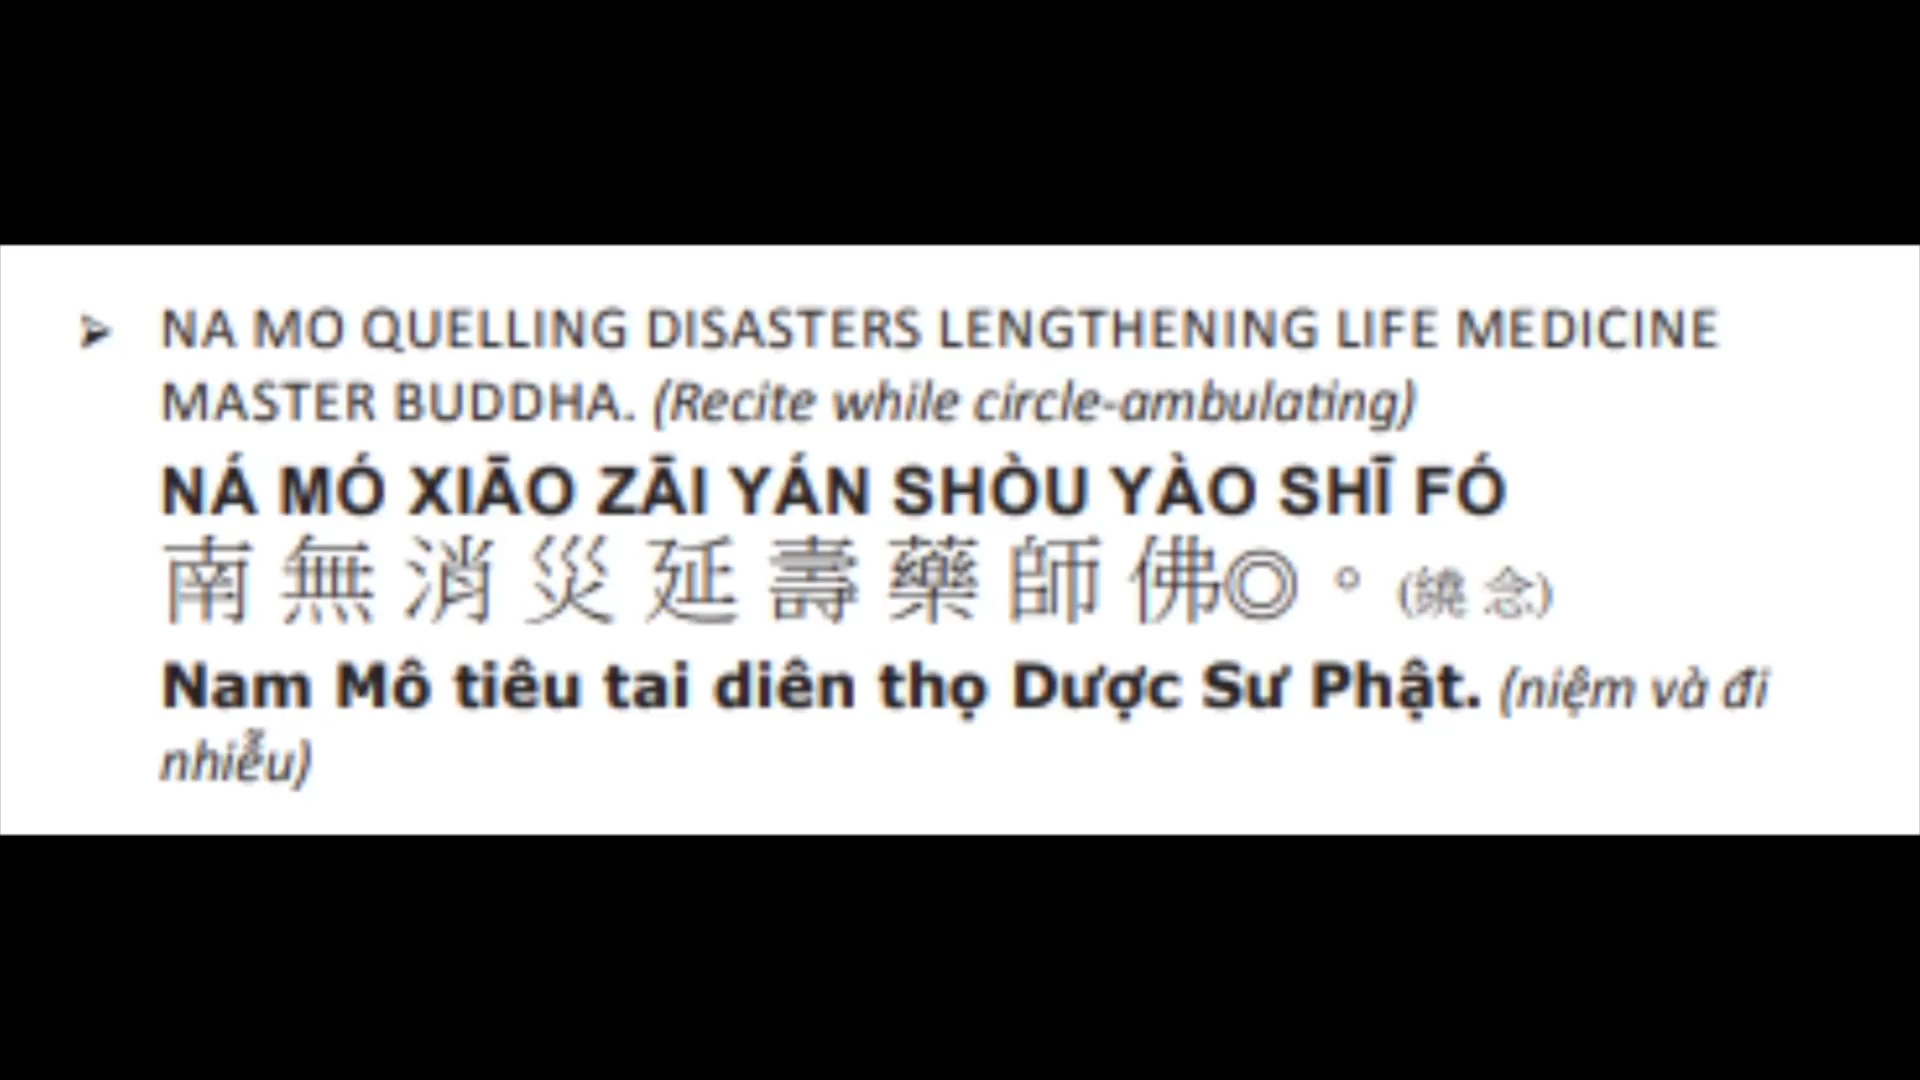 ➢ NA MO QUELLING DISASTERS LENGTHENING LIFE MEDICINE
MASTER BUDDHA. (Recite while circle-ambulating)
NÁ MÓ XIĀO ZĀI YÁN SHÒU YÀO SHĪ FÓ
南 無 消 災 延 壽 藥 師 佛◎。(繞 念)
Nam Mô tiêu tai diên thọ Dược Sư Phật. (niệm và đi
nhiễu)